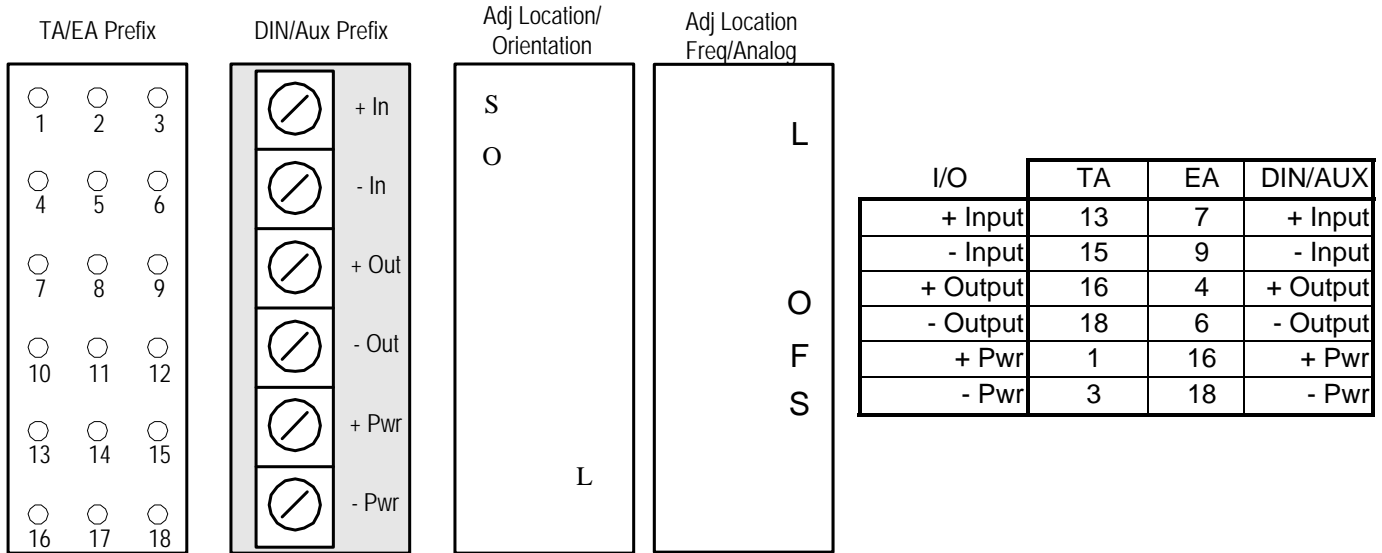 TA/EA Prefix
1 2 3
4 5 6
7 8 9
10 11 12
13 14 15
16 17 18
DIN/Aux Prefix
+ In
- In
+ Out
- Out
+ Pwr
- Pwr
Adj Location/
Orientation
S
O
L
Adj Location
Freq/Analog
L
O
F
S
I/O TA EA DIN/AUX
+ Input 13 7 + Input
- Input 15 9 - Input
+ Output 16 4 + Output
- Output 18 6 - Output
+ Pwr 1 16 + Pwr
- Pwr 3 18 - Pwr